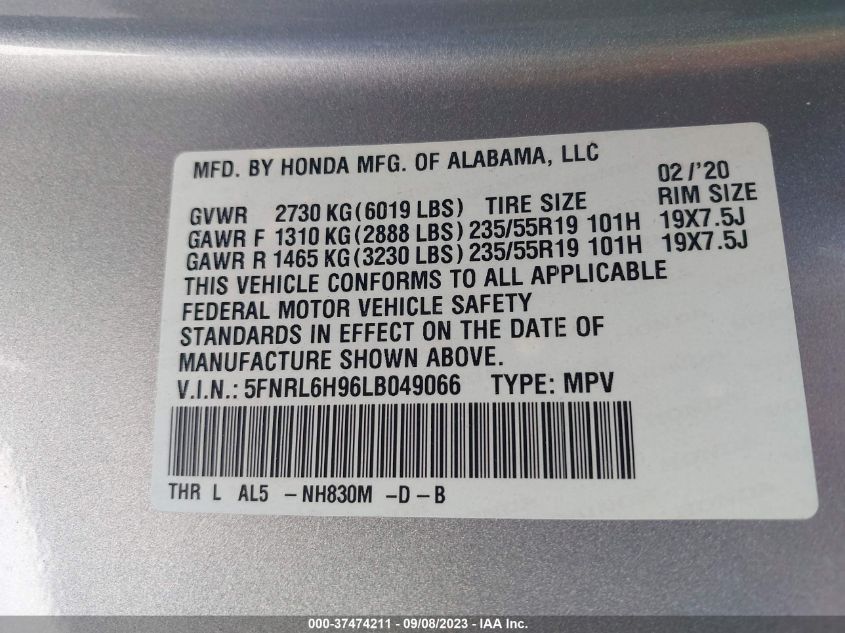 MFD. BY HONDA MFG. OF ALABAMA, LLC
02/'20
GVWR 2730 KG(6019 LBS) TIRE SIZE RIM SIZE
GAWR F 1310 KG(2888 LBS) 235/55R19 101H 19X7.5J
GAWR R 1465 KG(3230 LBS) 235/55R19 101H 19X7.5J
THIS VEHICLE CONFORMS TO ALL APPLICABLE
FEDERAL MOTOR VEHICLE SAFETY
STANDARDS IN EFFECT ON THE DATE OF
MANUFACTURE SHOWN ABOVE.
V.I.N.: 5FNRL6H96LB049066 TYPE: MPV
THR L AL5 -NH830M -D-B
000-37474211 - 09/08/2023 - IAA Inc.